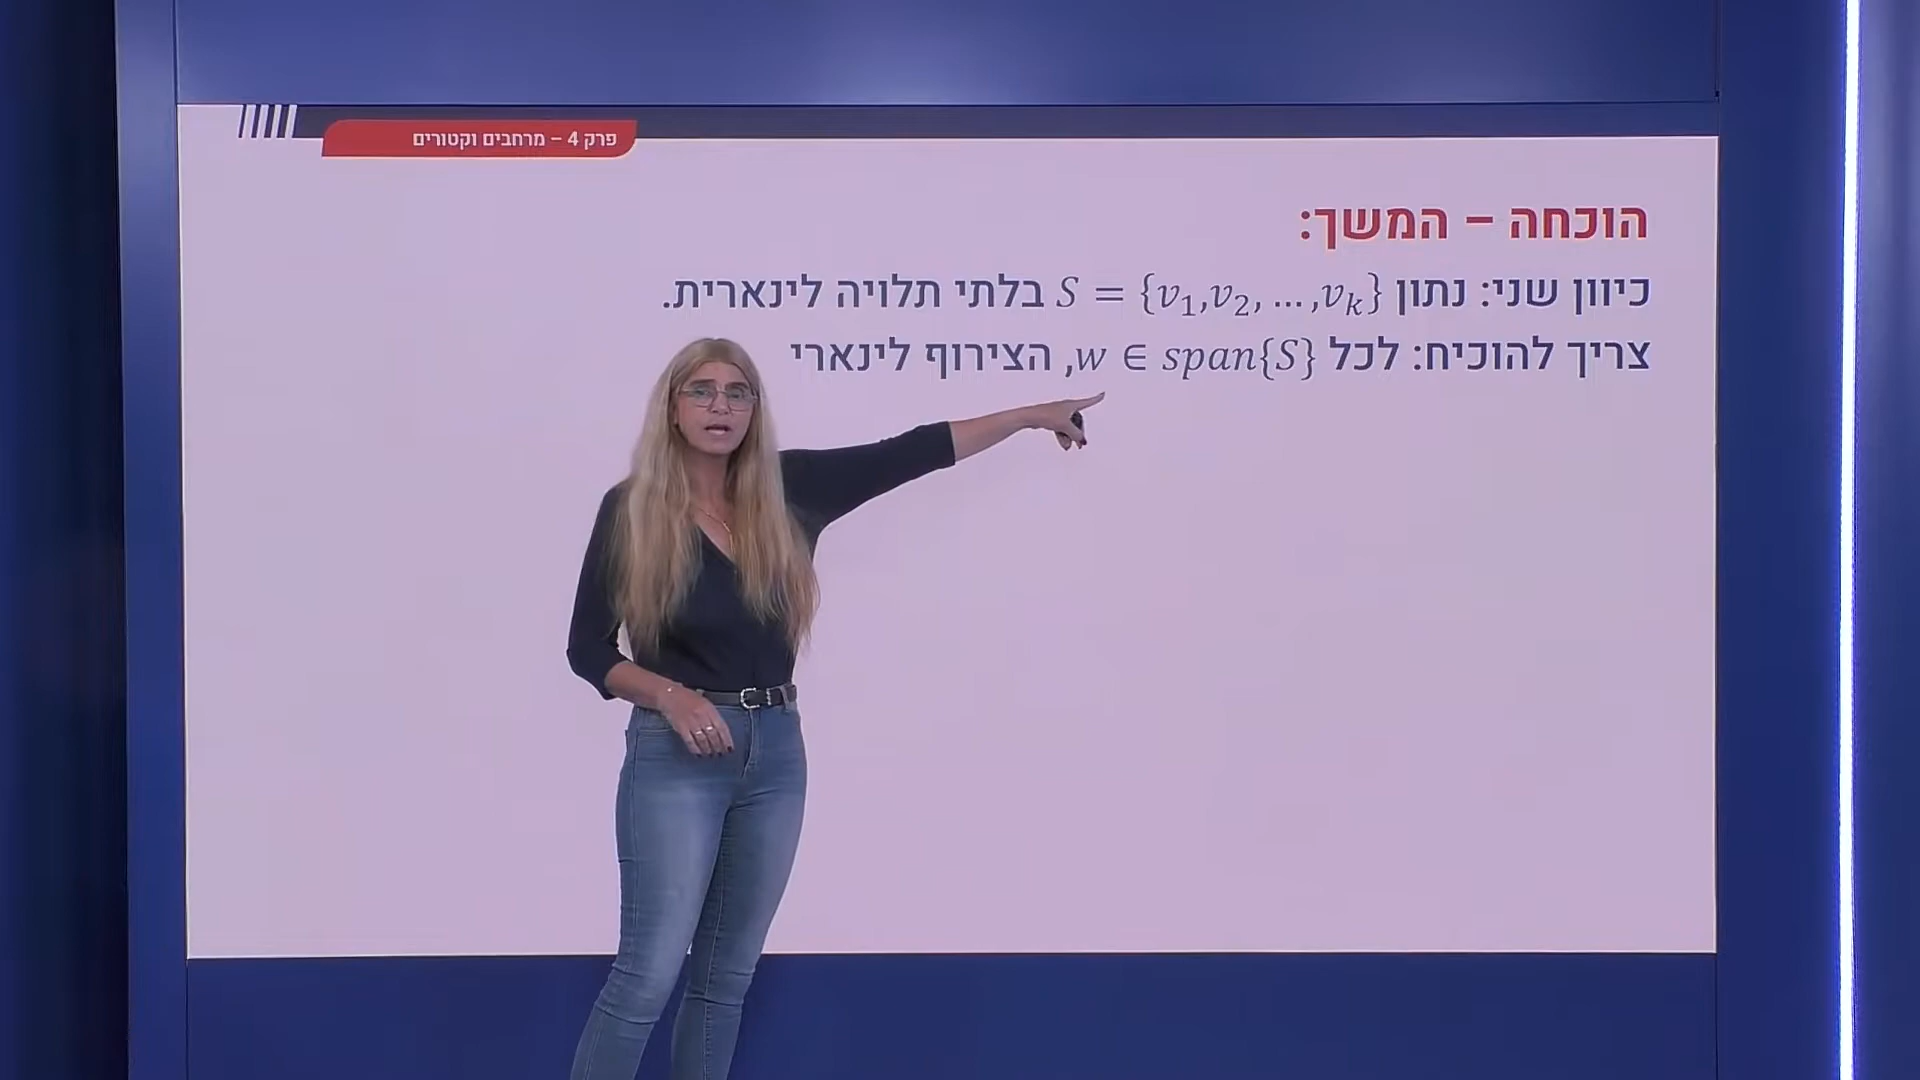 פרק 4 – מרחבים וקטורים
הוכחה – המשך:
כיוון שני: נתון S = {v₁,v₂, … ,vₖ} בלתי תלויה לינארית.
צריך להוכיח: לכל w ∈ span{S}, הצירוף לינארי